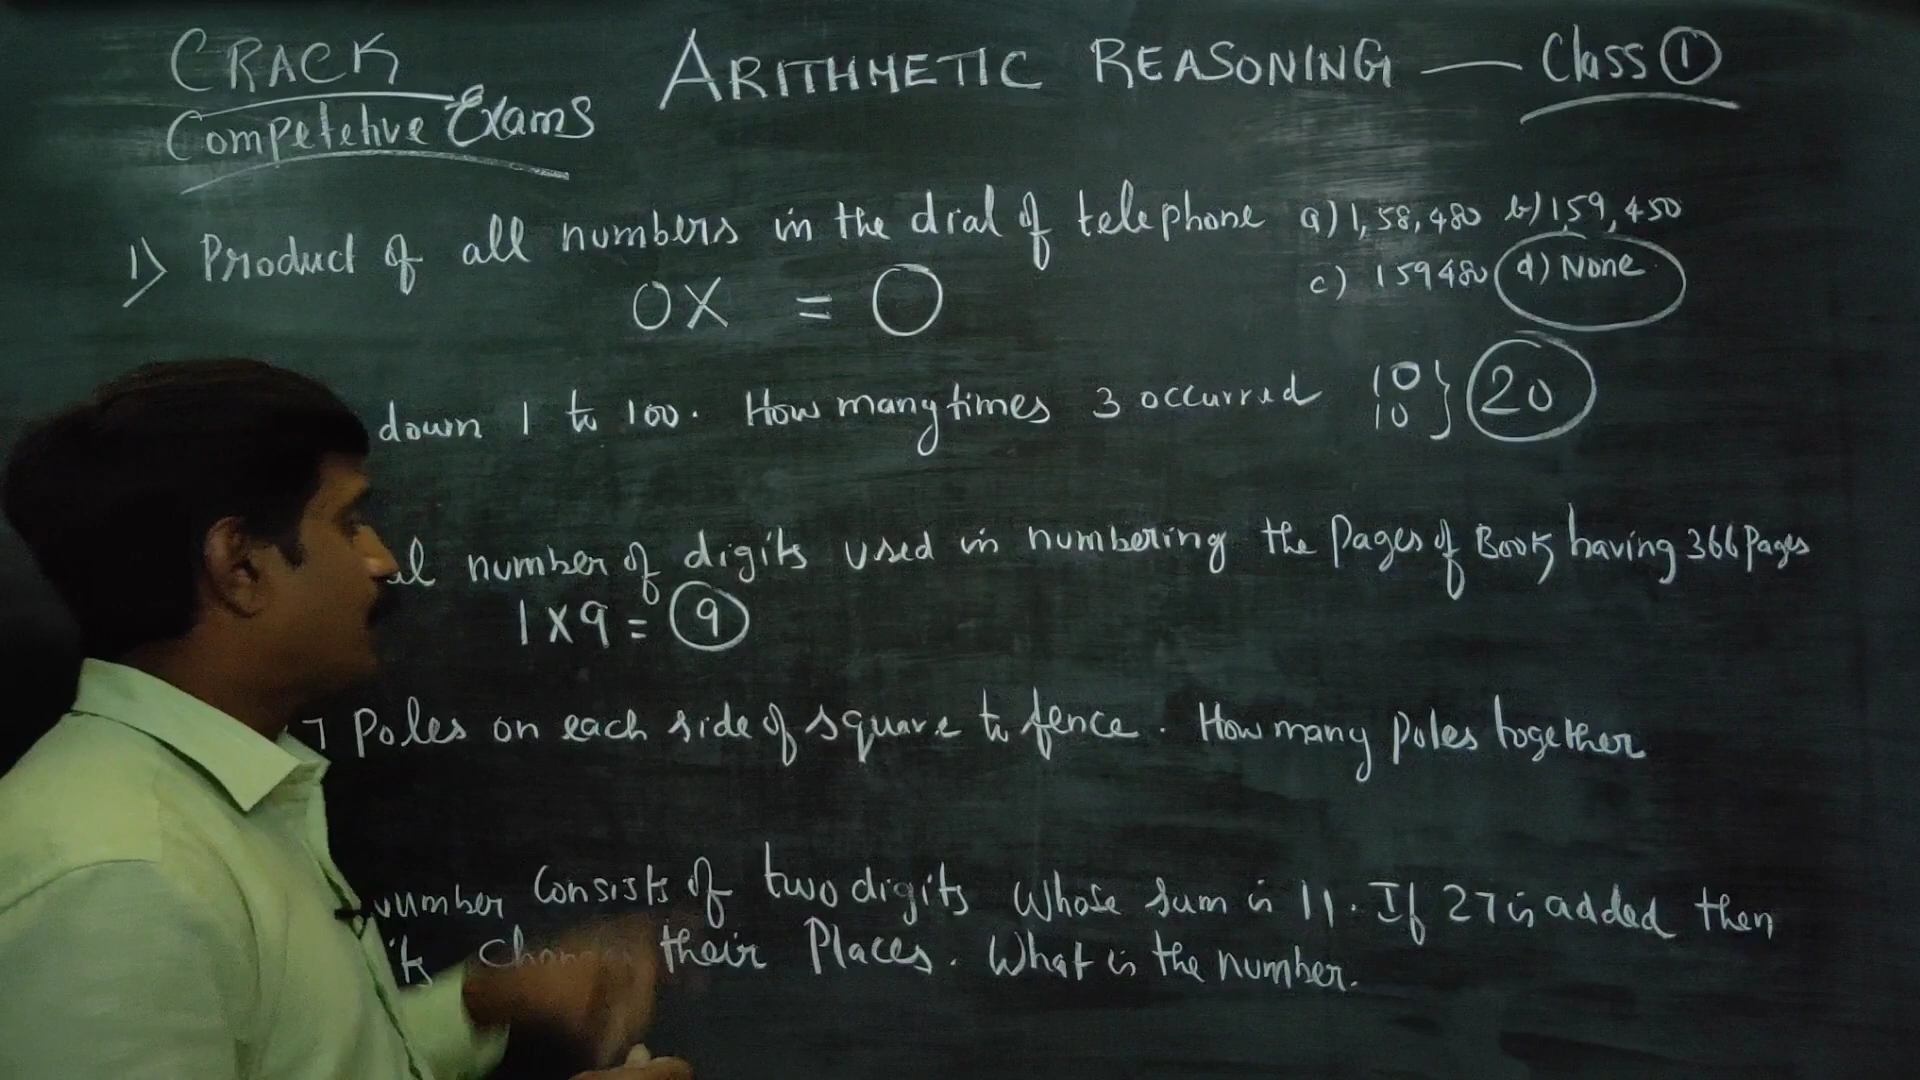 CRACK
Competetive Exams
ARITHMETIC REASONING — Class ①
1) Product of all numbers in the dial of telephone a) 1,58,480 b) 159,450
c) 159480 d) None
0X = 0
down 1 to 100. How many times 3 occurred 10 10 } 20
number of digits used in numbering the Pages of Book having 366 Pages
1 X 9 = 9
7 Poles on each side of square to fence. How many poles together
number consists of two digits Whose sum is 11. If 27 is added then
their Places. What is the number.